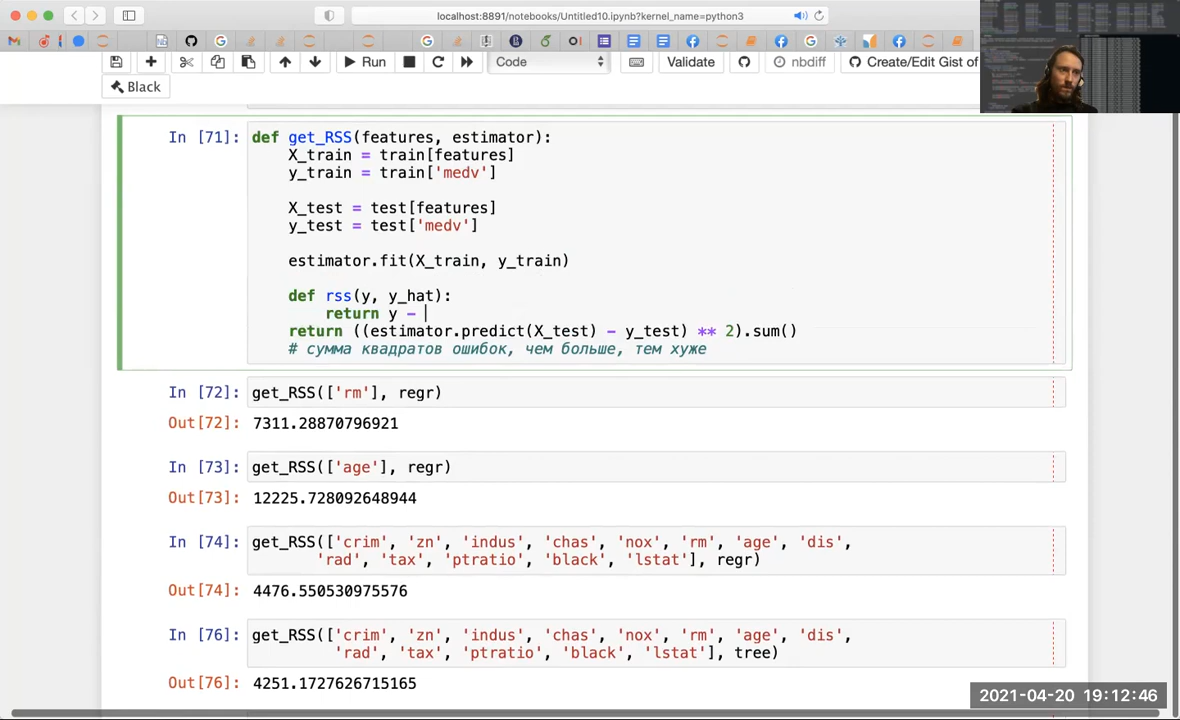 localhost:8891/notebooks/Untitled10.ipynb?kernel_name=python3
Run
Code
Validate
nbdiff
Create/Edit Gist of
Black
In [71]:
def get_RSS(features, estimator):
X_train = train[features]
y_train = train['medv']
X_test = test[features]
y_test = test['medv']
estimator.fit(X_train, y_train)
def rss(y, y_hat):
return y -
return ((estimator.predict(X_test) - y_test) ** 2).sum()
# сумма квадратов ошибок, чем больше, тем хуже
In [72]:
get_RSS(['rm'], regr)
Out[72]:
7311.28870796921
In [73]:
get_RSS(['age'], regr)
Out[73]:
12225.728092648944
In [74]:
get_RSS(['crim', 'zn', 'indus', 'chas', 'nox', 'rm', 'age', 'dis',
'rad', 'tax', 'ptratio', 'black', 'lstat'], regr)
Out[74]:
4476.550530975576
In [76]:
get_RSS(['crim', 'zn', 'indus', 'chas', 'nox', 'rm', 'age', 'dis',
'rad', 'tax', 'ptratio', 'black', 'lstat'], tree)
Out[76]:
4251.1727626715165
2021-04-20 19:12:46